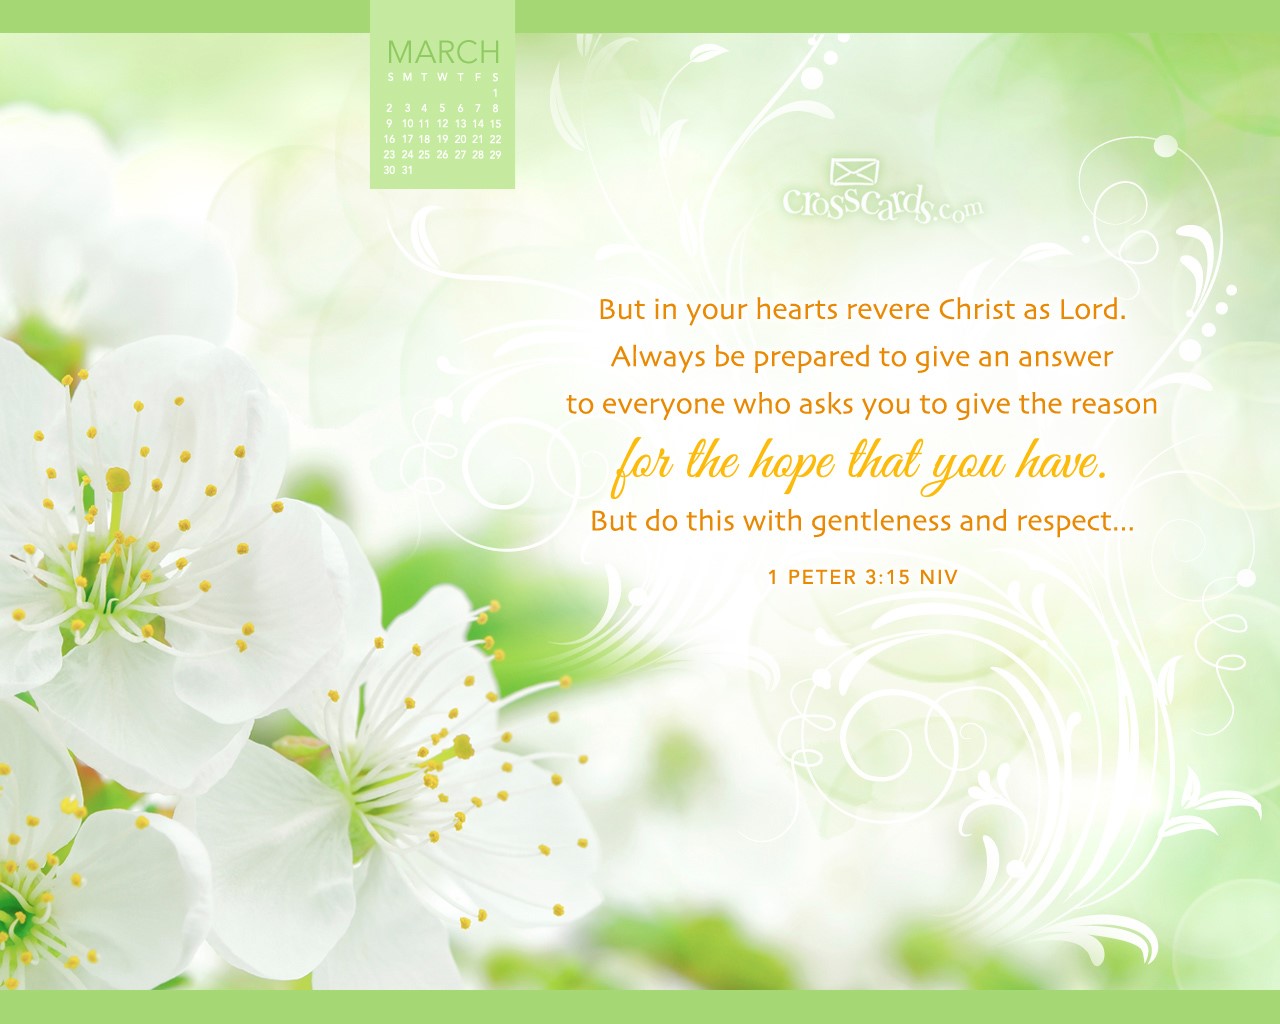 MARCH
S M T W T F S
1
2 3 4 5 6 7 8
9 10 11 12 13 14 15
16 17 18 19 20 21 22
23 24 25 26 27 28 29
30 31
crosscards.com
But in your hearts revere Christ as Lord.
Always be prepared to give an answer
to everyone who asks you to give the reason
for the hope that you have.
But do this with gentleness and respect...
1 PETER 3:15 NIV